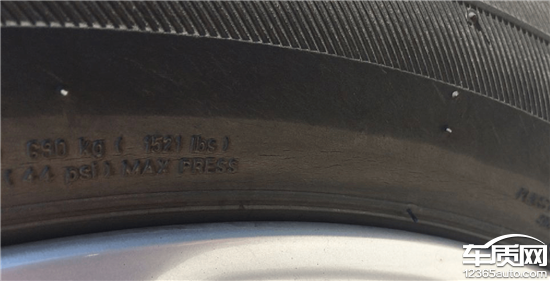 690 kg ( 1521 lbs )
( 44 psi ) MAX PRESS
车质网
12365auto.com